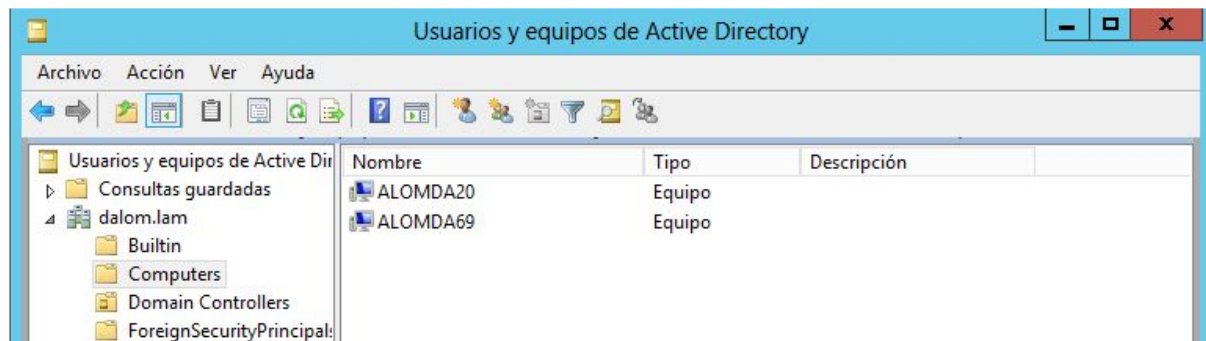 Usuarios y equipos de Active Directory
Archivo Acción Ver Ayuda
Usuarios y equipos de Active Dir
Nombre Tipo Descripción
Consultas guardadas
ALOMDA20 Equipo
dalom.lam
ALOMDA69 Equipo
Builtin
Computers
Domain Controllers
ForeignSecurityPrincipals